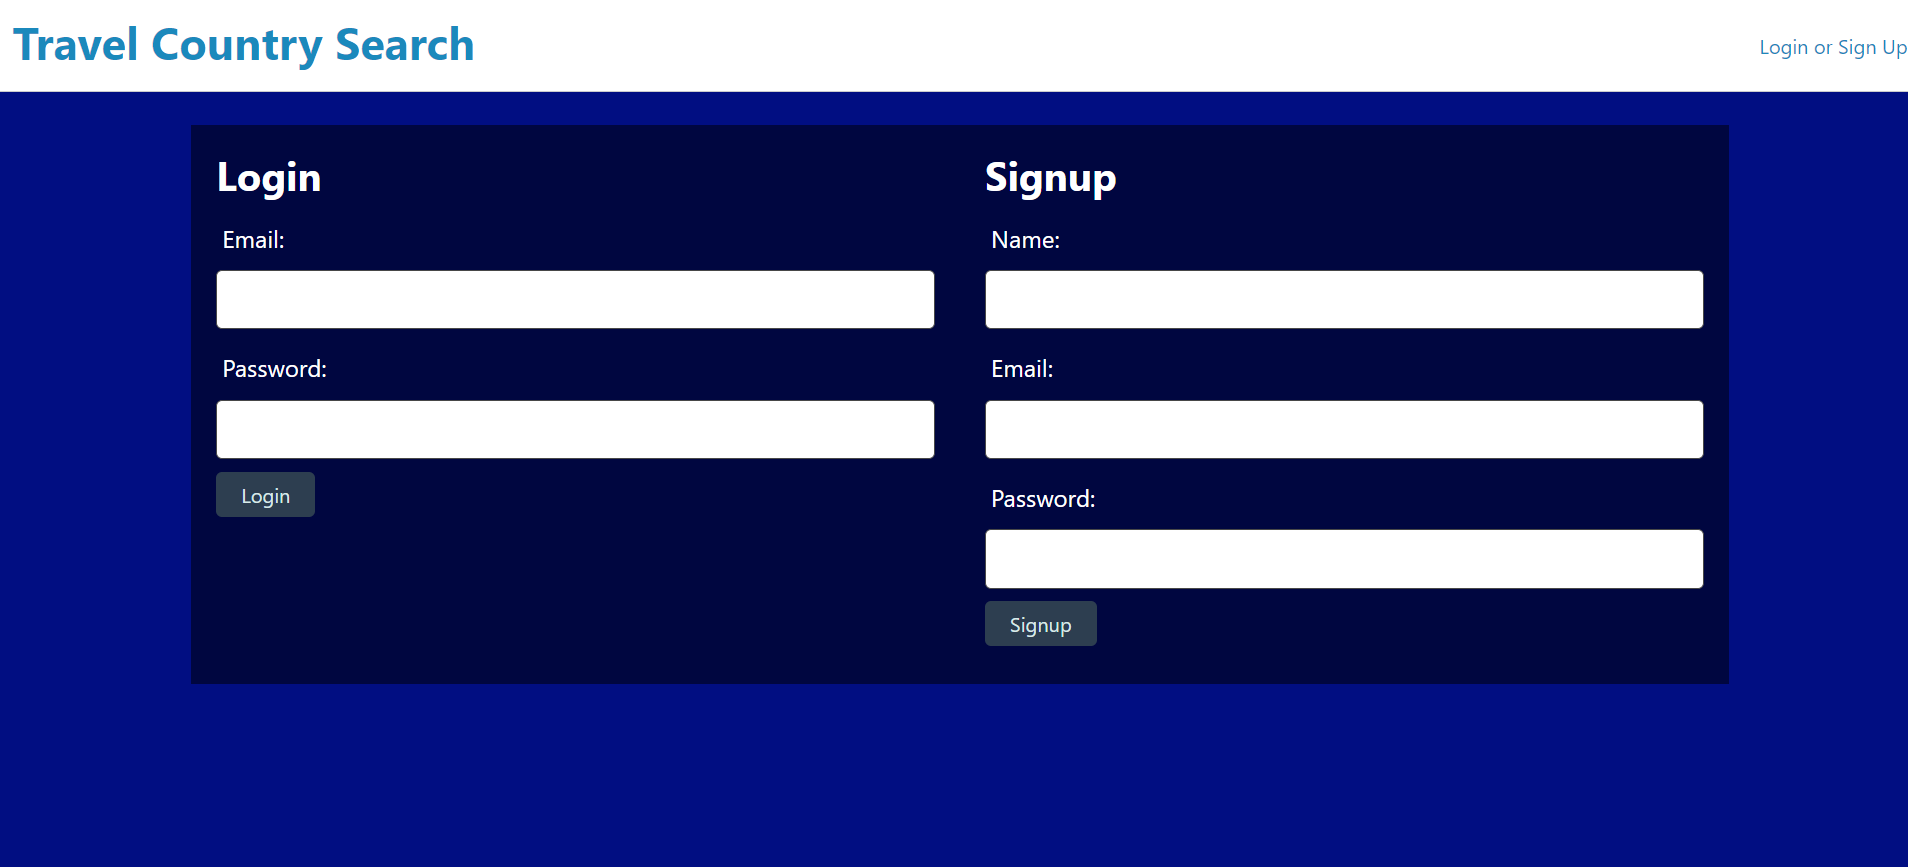 Travel Country Search
Login or Sign Up
Login
Email:
Password:
Login
Signup
Name:
Email:
Password:
Signup